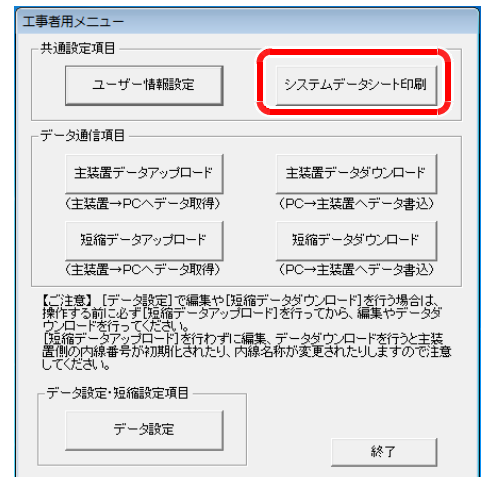 工事者用メニュー
共通設定項目
ユーザー情報設定
システムデータシート印刷
データ通信項目
主装置データアップロード
主装置データダウンロード
(主装置→PCへデータ取得)
(PC→主装置へデータ書込)
短縮データアップロード
短縮データダウンロード
(主装置→PCへデータ取得)
(PC→主装置へデータ書込)
【ご注意】 [データ設定]で編集や[短縮データダウンロード]を行う場合は、
操作する前に必ず[短縮データアップロード]を行ってから、編集やデータダ
ウンロードを行ってください。
[短縮データアップロード]を行わずに編集、データダウンロードを行うと主装
置側の内線番号が初期化されたり、内線名称が変更されたりしますので注意
してください。
データ設定・短縮設定項目
データ設定
終了